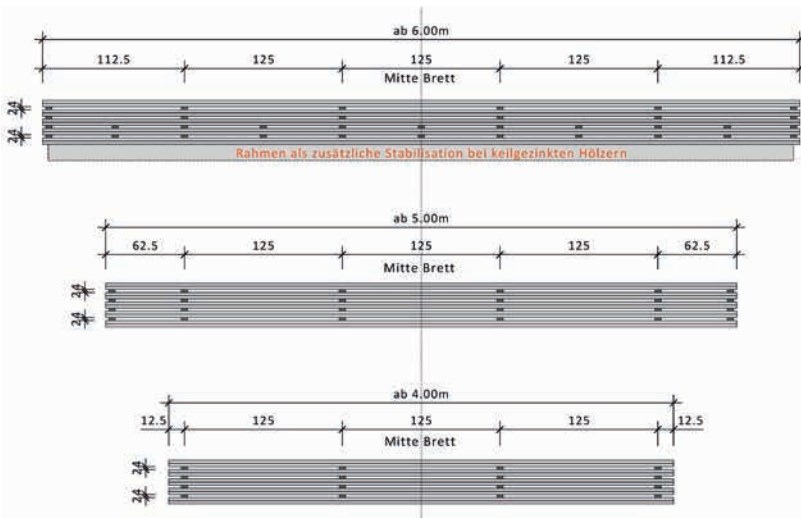 ab 6.00m
112.5 125 125 125 112.5
Mitte Brett
24
24
Rahmen als zusätzliche Stabilisation bei keilgezinkten Hölzern
ab 5.00m
62.5 125 125 125 62.5
Mitte Brett
24
24
ab 4.00m
12.5 125 125 125 12.5
Mitte Brett
24
24